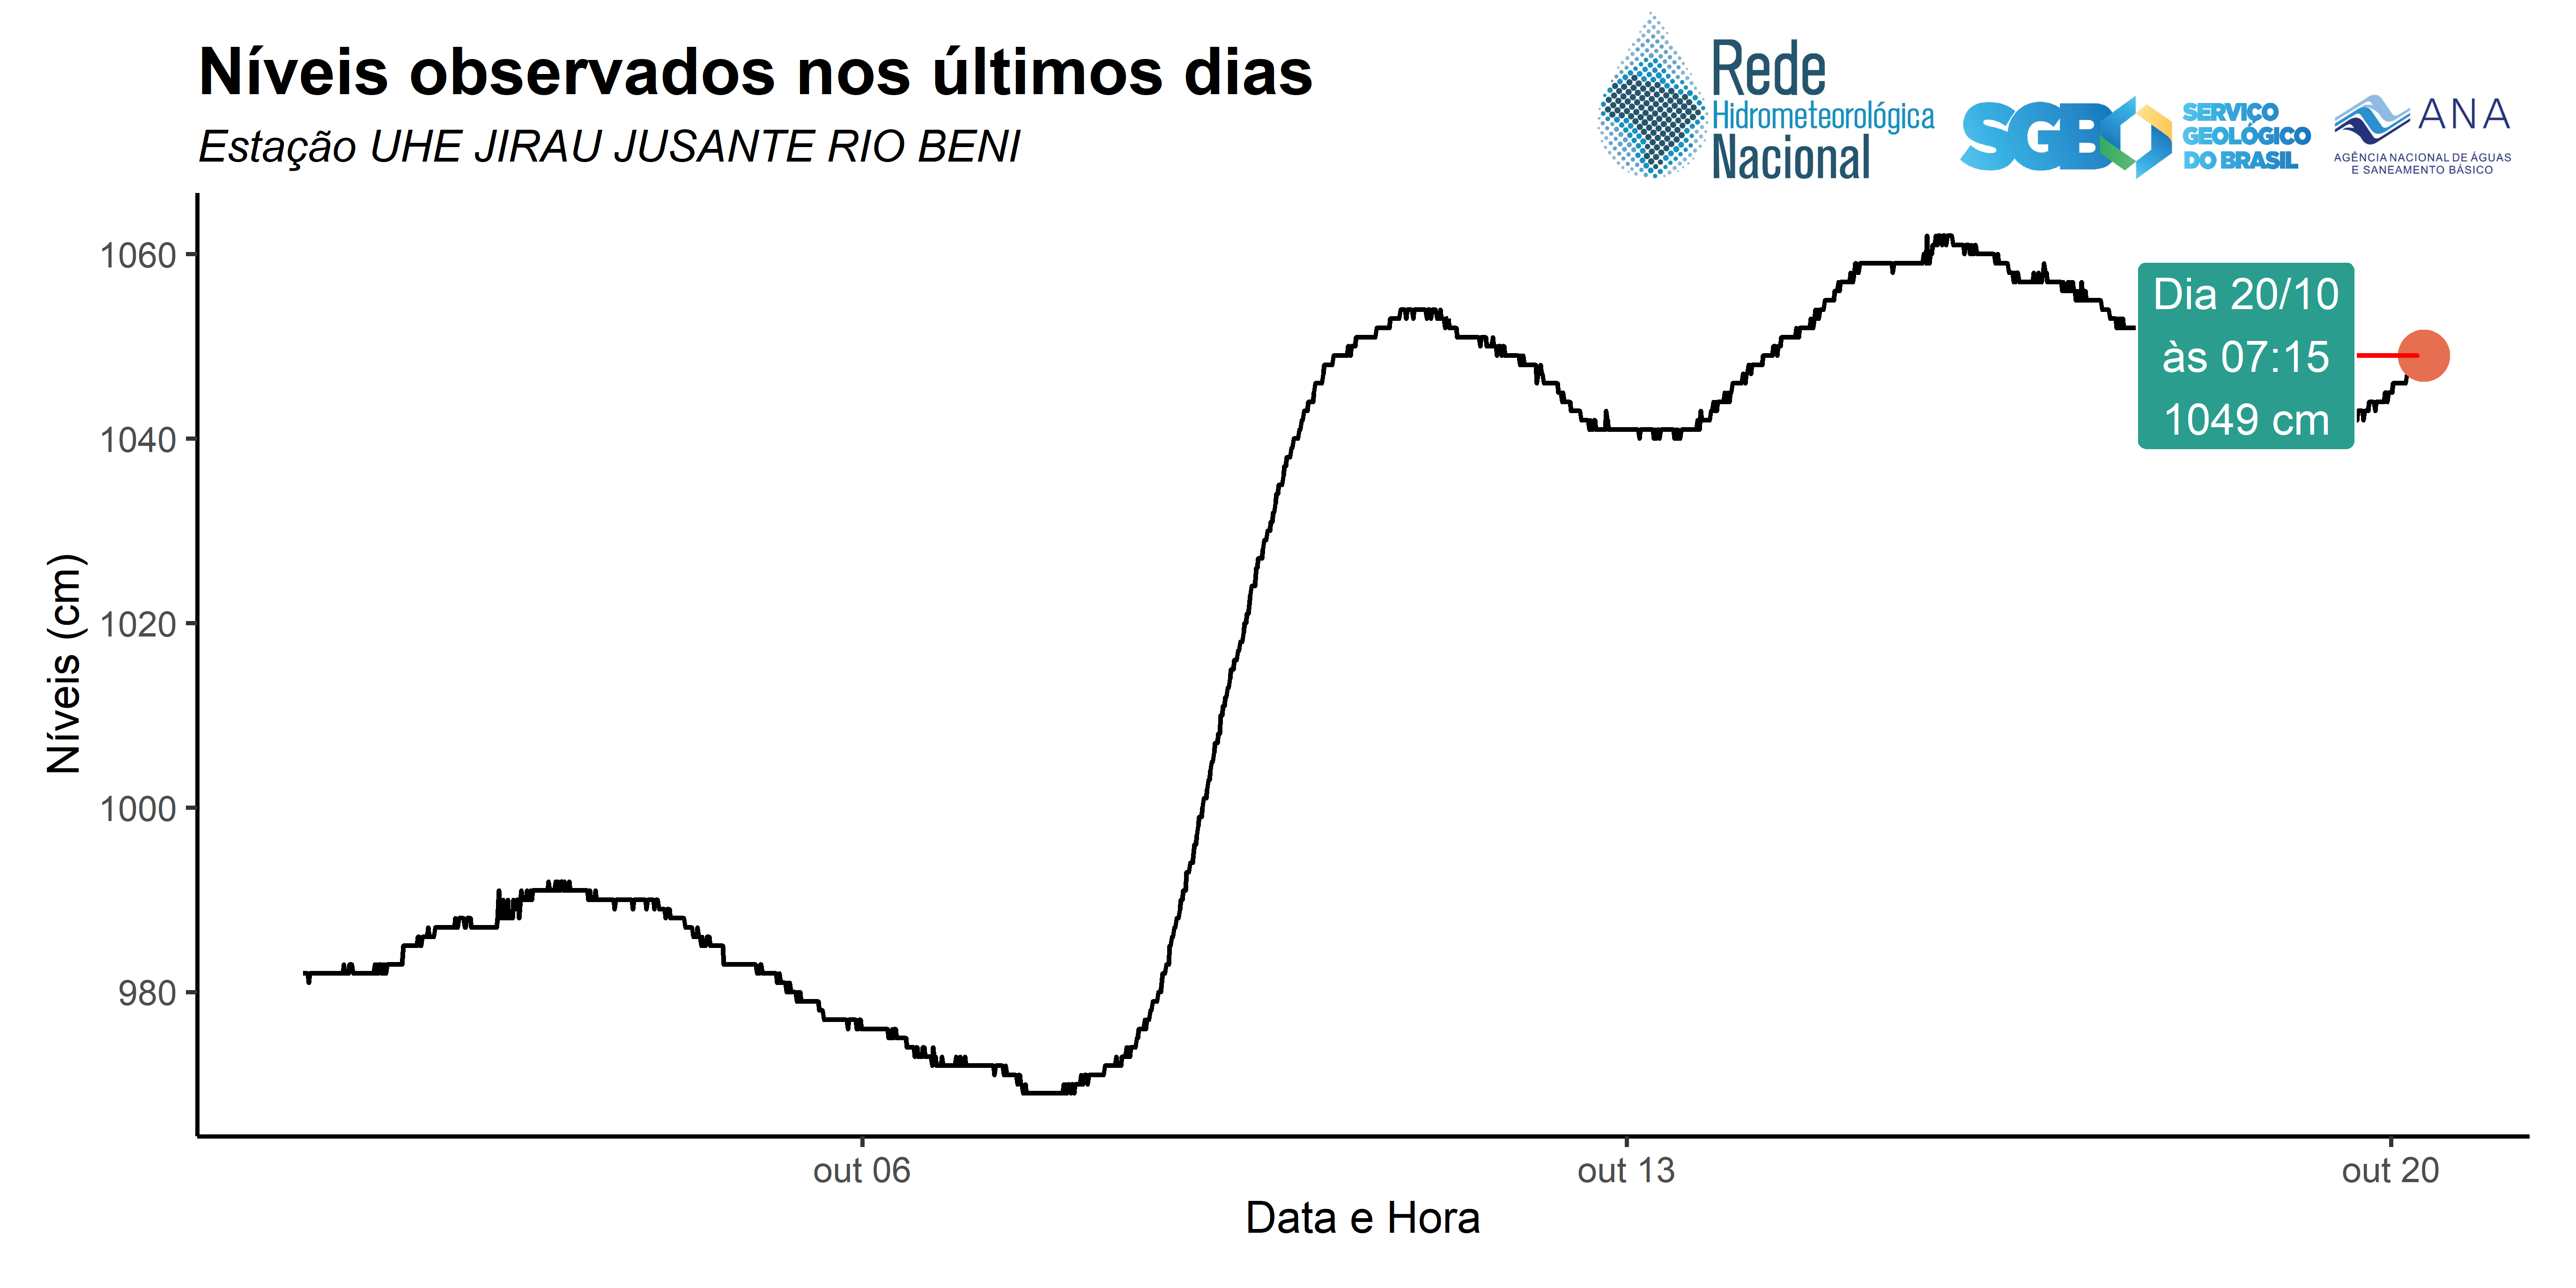 Níveis observados nos últimos dias
Estação UHE JIRAU JUSANTE RIO BENI
Rede
Hidrometeorológica
Nacional
SGB
SERVIÇO
GEOLÓGICO
DO BRASIL
ANA
AGÊNCIA NACIONAL DE ÁGUAS
E SANEAMENTO BÁSICO
Níveis (cm)
1060
1040
1020
1000
980
Dia 20/10
às 07:15
1049 cm
out 06
out 13
out 20
Data e Hora